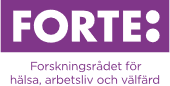 FORTE:
Forskningsrådet för
hälsa, arbetsliv och välfärd